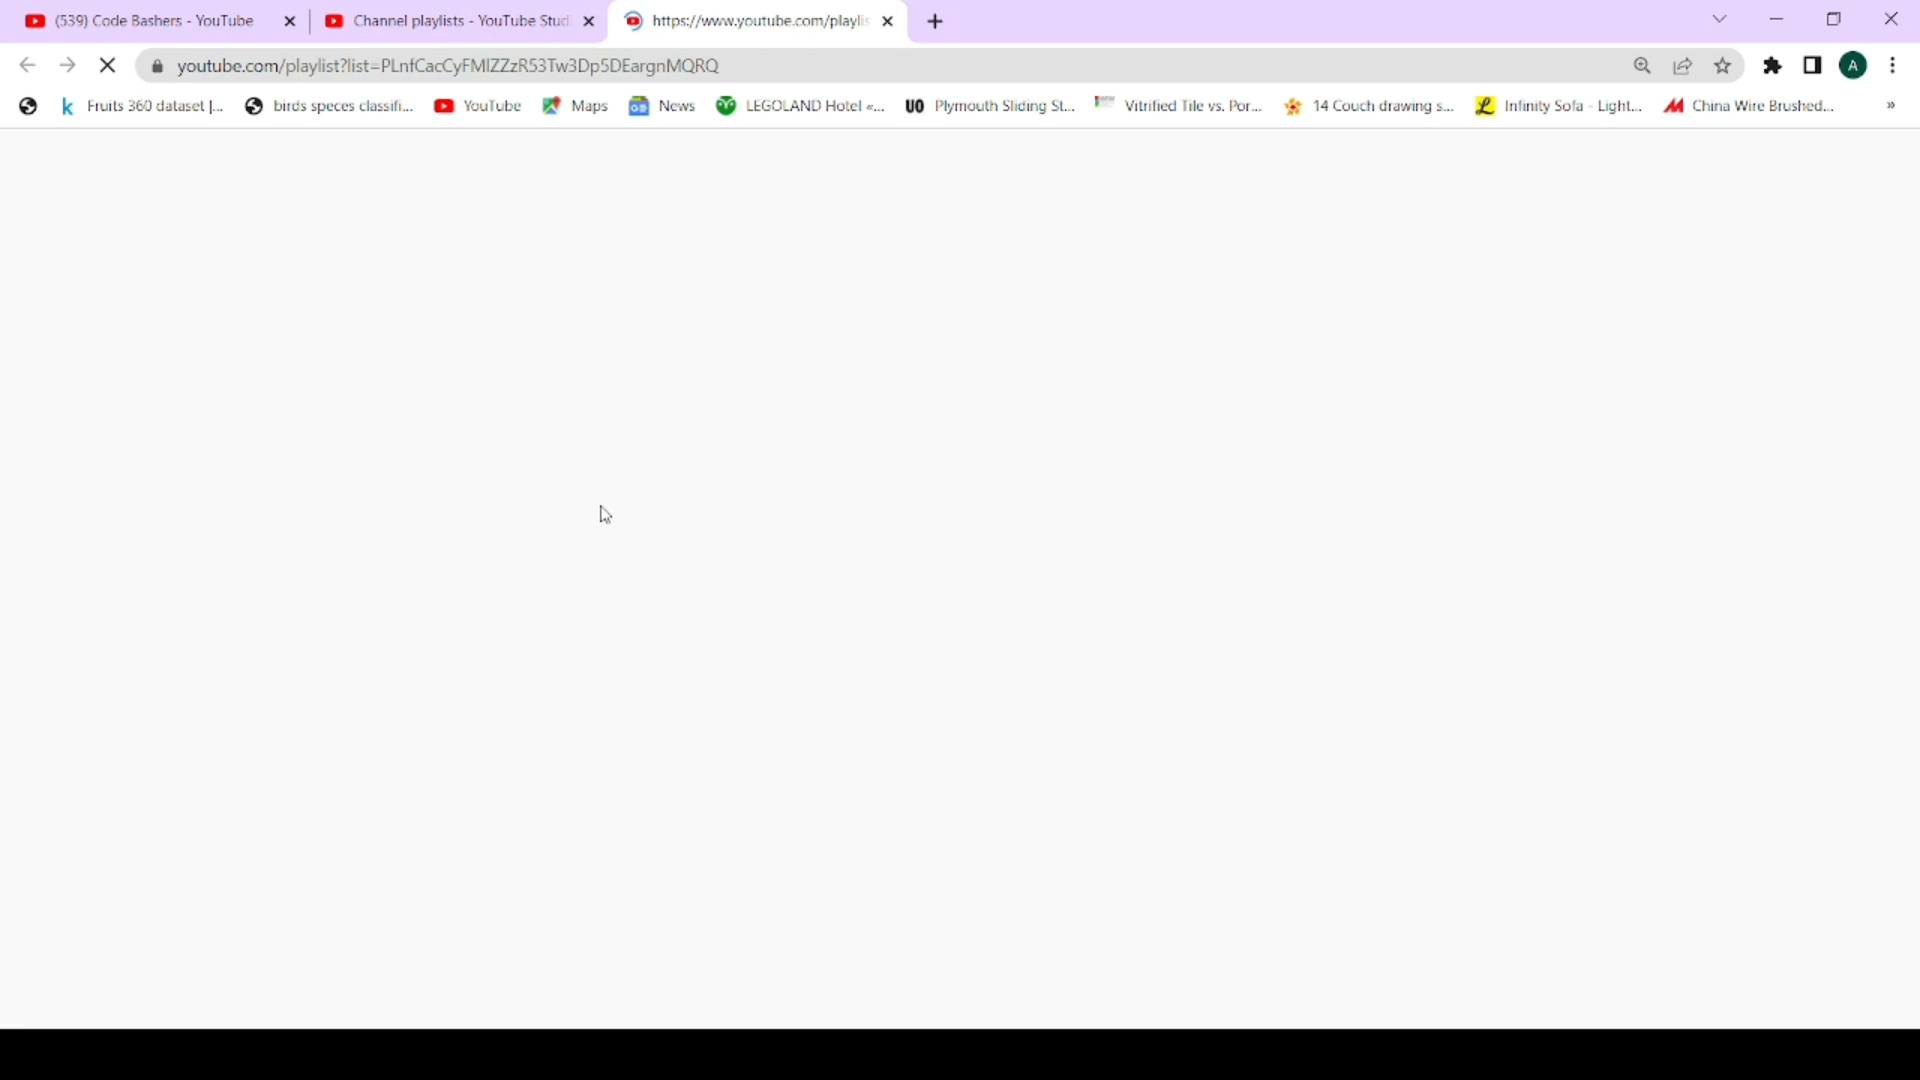 (539) Code Bashers - YouTube
Channel playlists - YouTube Stud
https://www.youtube.com/playlis
youtube.com/playlist?list=PLnfCacCyFMIZZzR53Tw3Dp5DEargnMQRQ
A
Fruits 360 dataset |...
birds speces classifi...
YouTube
Maps
News
LEGOLAND Hotel «...
UO Plymouth Sliding St...
Vitrified Tile vs. Por...
14 Couch drawing s...
Infinity Sofa - Light...
China Wire Brushed...